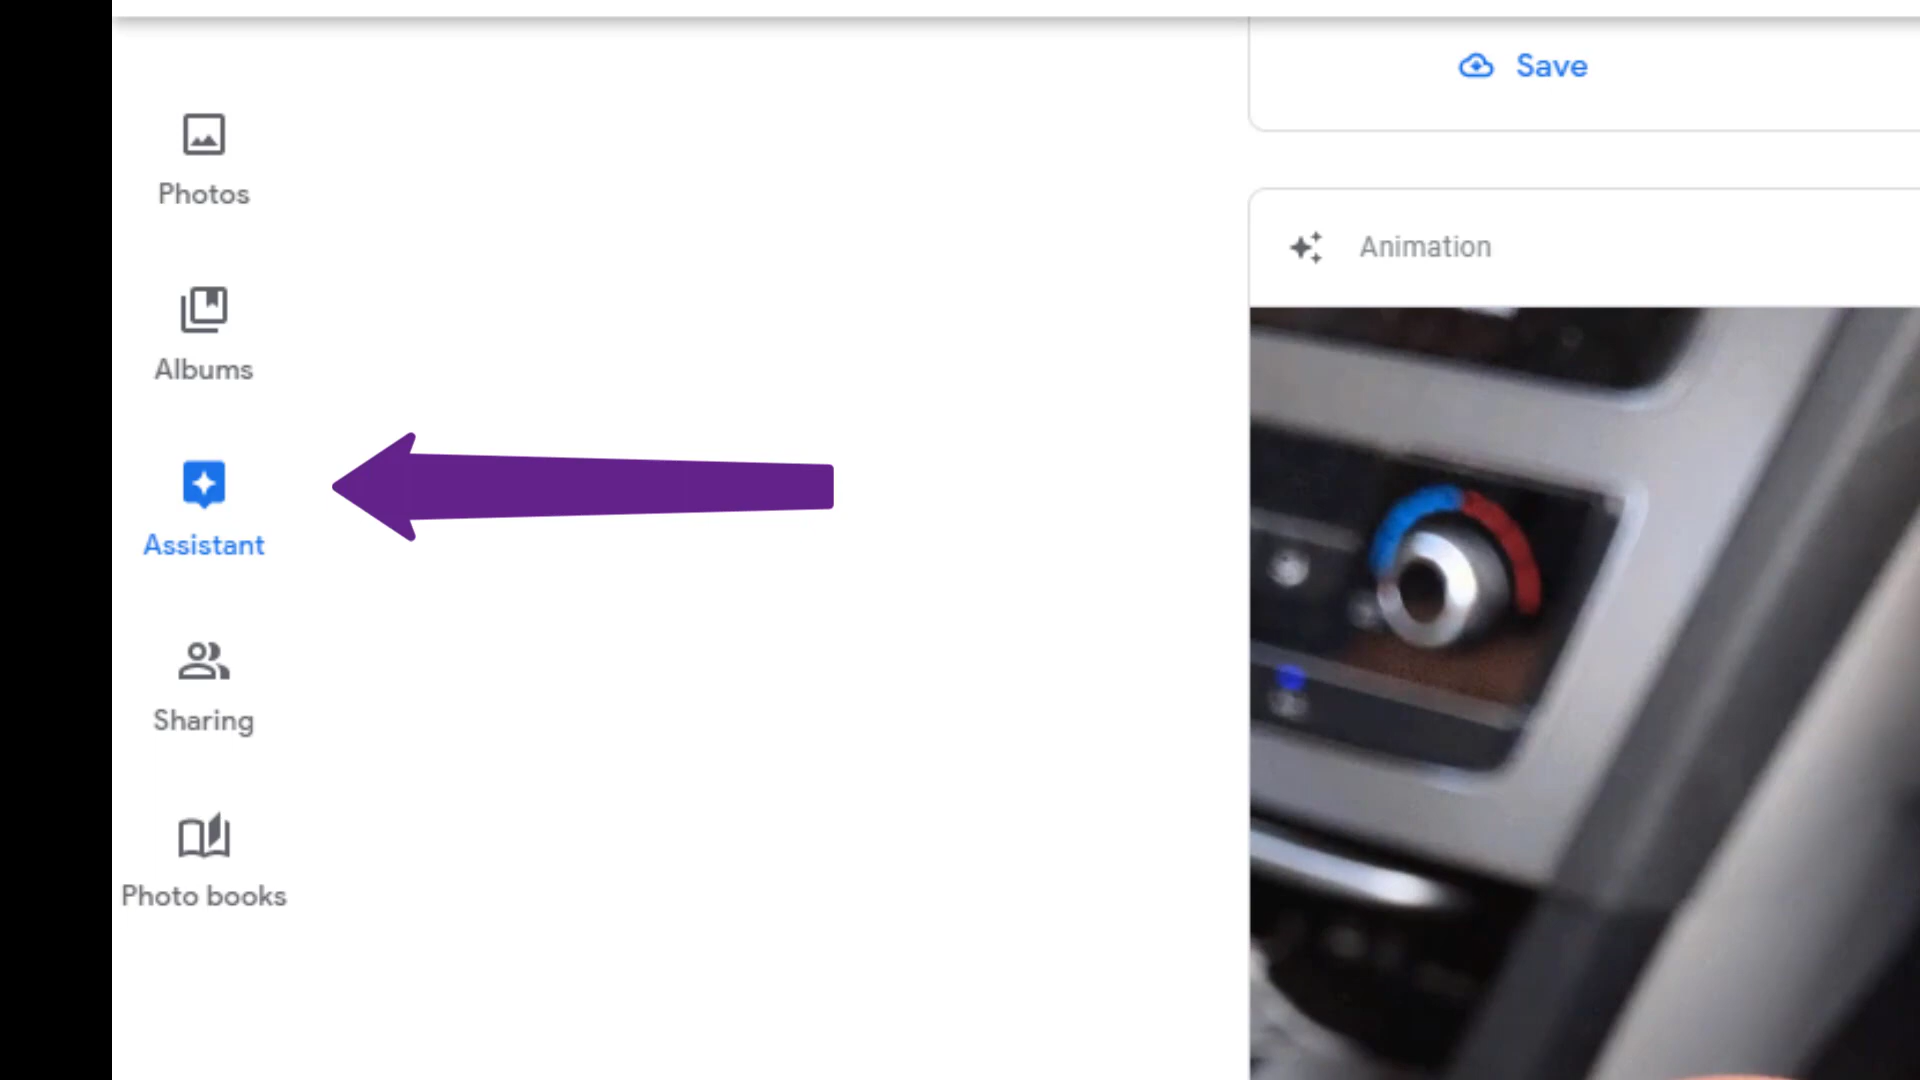 Save
Photos
Animation
Albums
Assistant
Sharing
Photo books